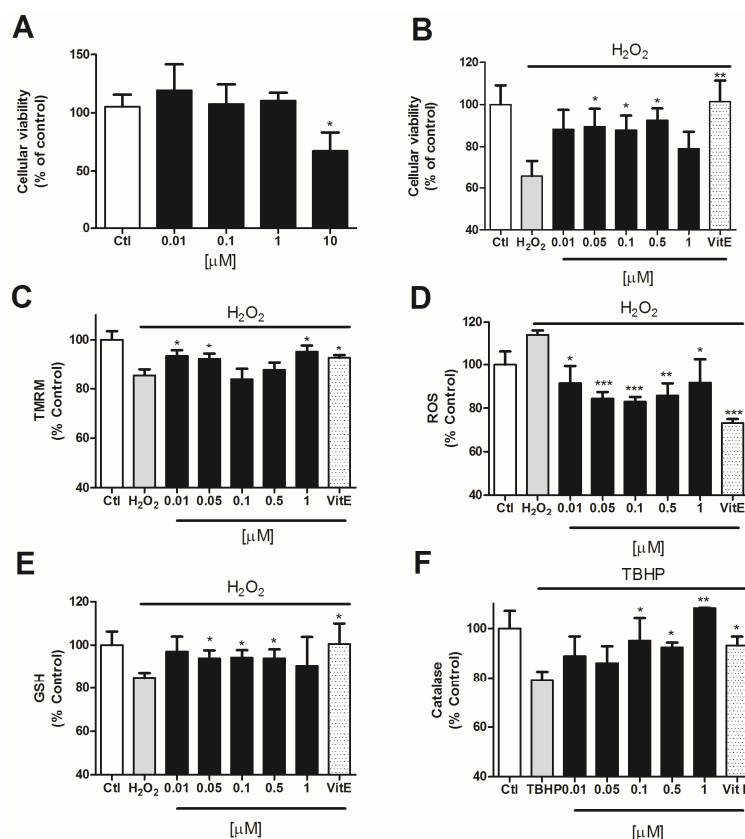 A
Cellular viability
(% of control)
150
100
50
0
*
Ctl 0.01 0.1 1 10
[μM]
B
H2O2
Cellular viability
(% of control)
120
100
80
60
40
* * * **
Ctl H2O2 0.01 0.05 0.1 0.5 1 VitE
[μM]
C
H2O2
TMRM
(% Control)
120
100
80
60
40
* * * *
Ctl H2O2 0.01 0.05 0.1 0.5 1 VitE
[μM]
D
H2O2
ROS
(% Control)
120
100
80
60
40
* *** *** ** * ***
Ctl H2O2 0.01 0.05 0.1 0.5 1 VitE
[μM]
E
H2O2
GSH
(% Control)
120
100
80
60
40
* * * *
Ctl H2O2 0.01 0.05 0.1 0.5 1 VitE
[μM]
F
TBHP
Catalase
(% Control)
100
80
60
40
* * ** *
Ctl TBHP 0.01 0.05 0.1 0.5 1 Vit
[μM]